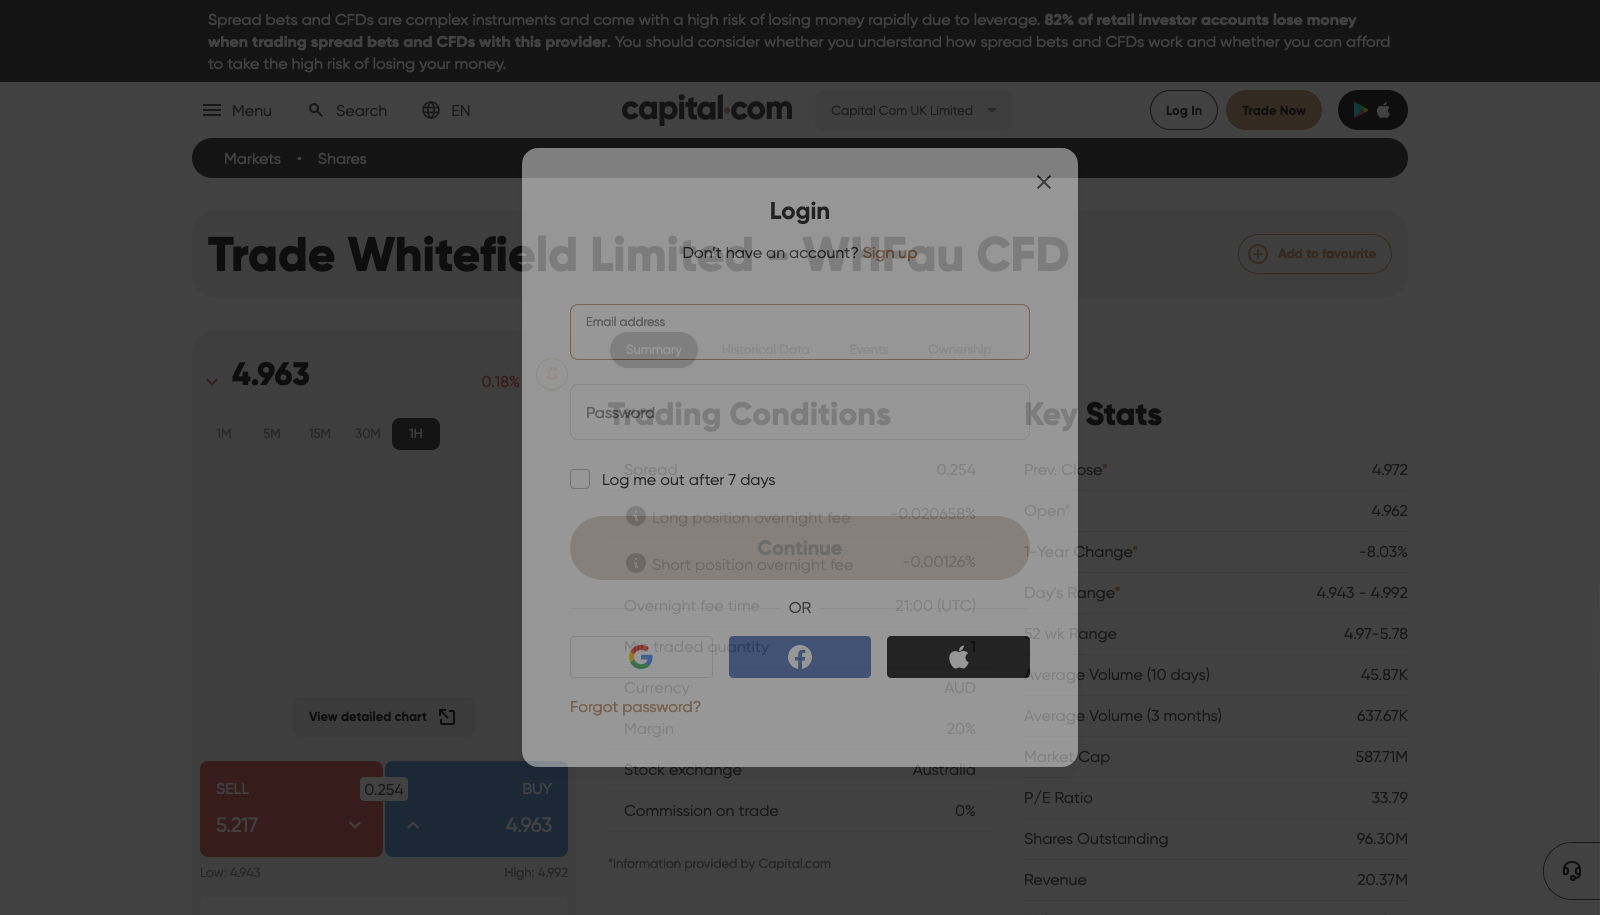 Spread bets and CFDs are complex instruments and come with a high risk of losing money rapidly due to leverage. 82% of retail investor accounts lose money
when trading spread bets and CFDs with this provider. You should consider whether you understand how spread bets and CFDs work and whether you can afford
to take the high risk of losing your money.
Menu
Search
EN
capital.com
Capital Com UK Limited
Log In
Trade Now
Markets • Shares
Trade Whitefield Limited - WHFau CFD
Add to favourite
Login
Don't have an account? Sign up
Email address
Password
Log me out after 7 days
Continue
OR
Forgot password?
4.963
0.18%
1M 5M 15M 30M 1H
View detailed chart
SELL
5.217
0.254
BUY
4.963
Low: 4.943
High: 4.992
Summary Historical Data Events Ownership
Trading Conditions
Spread 0.254
Long position overnight fee -0.020658%
Short position overnight fee -0.00126%
Overnight fee time 21:00 (UTC)
Min traded quantity 1
Currency AUD
Margin 20%
Stock exchange Australia
Commission on trade 0%
*Information provided by Capital.com
Key Stats
Prev. Close* 4.972
Open* 4.962
1-Year Change* -8.03%
Day's Range* 4.943 - 4.992
52 wk Range 4.97-5.78
Average Volume (10 days) 45.87K
Average Volume (3 months) 637.67K
Market Cap 587.71M
P/E Ratio 33.79
Shares Outstanding 96.30M
Revenue 20.37M